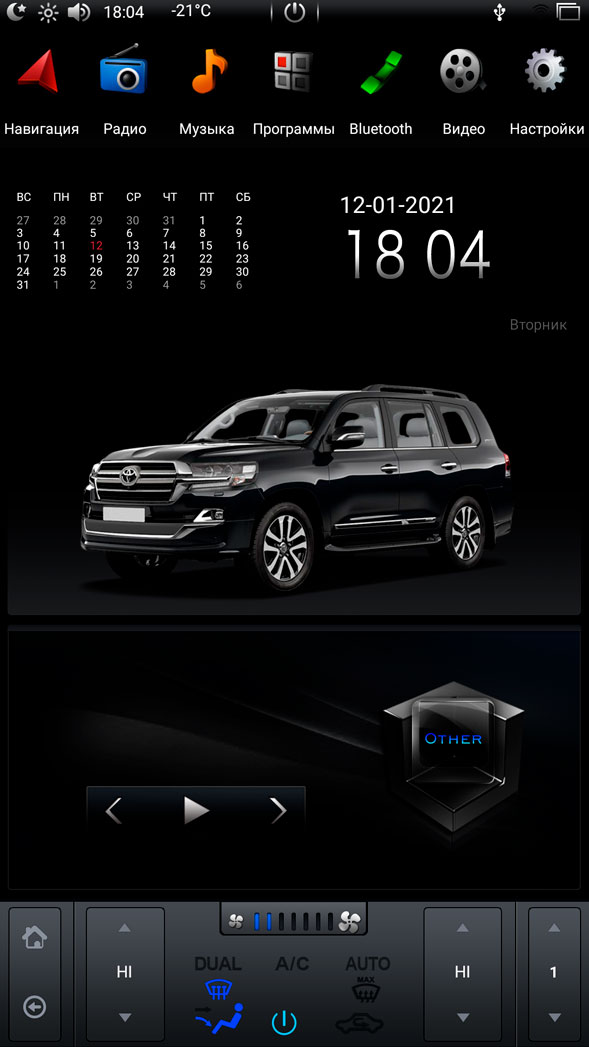 18:04 -21°C
Навигация Радио Музыка Программы Bluetooth Видео Настройки
ВС ПН ВТ СР ЧТ ПТ СБ
27 28 29 30 31 1 2
3 4 5 6 7 8 9
10 11 12 13 14 15 16
17 18 19 20 21 22 23
24 25 26 27 28 29 30
31 1 2 3 4 5 6
12-01-2021
18 04
Вторник
OTHER
HI
DUAL A/C AUTO
MAX
HI
1